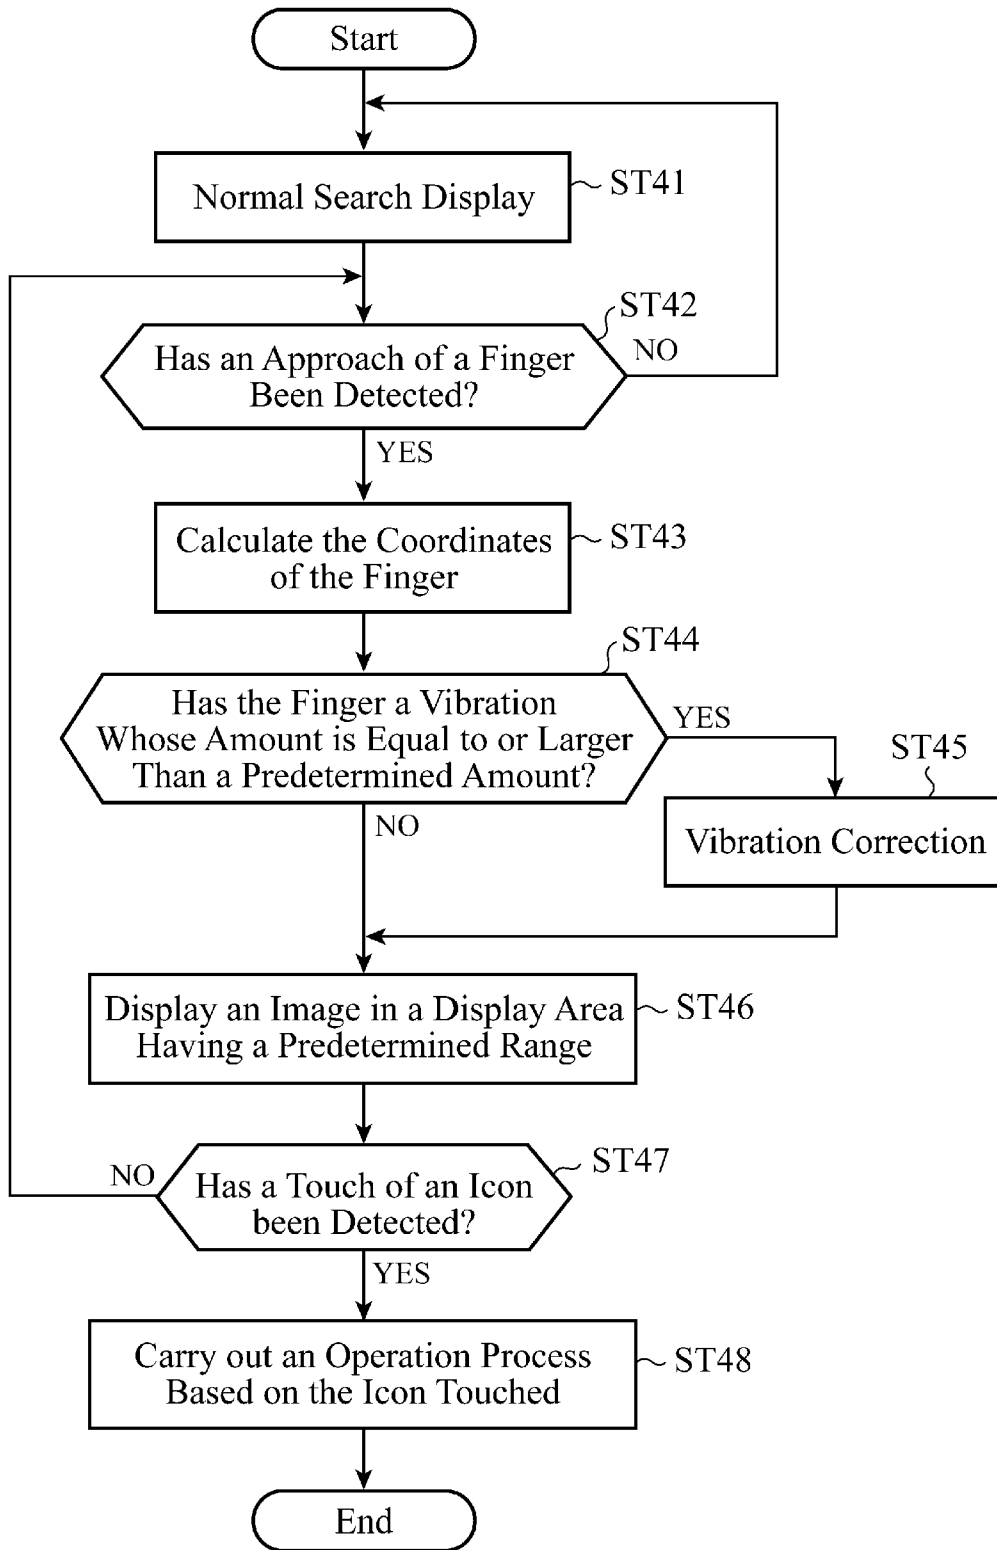 Start
Normal Search Display
ST41
ST42
Has an Approach of a Finger
Been Detected?
NO
YES
Calculate the Coordinates
of the Finger
ST43
ST44
Has the Finger a Vibration
Whose Amount is Equal to or Larger
Than a Predetermined Amount?
YES
NO
ST45
Vibration Correction
Display an Image in a Display Area
Having a Predetermined Range
ST46
ST47
Has a Touch of an Icon
been Detected?
NO
YES
Carry out an Operation Process
Based on the Icon Touched
ST48
End